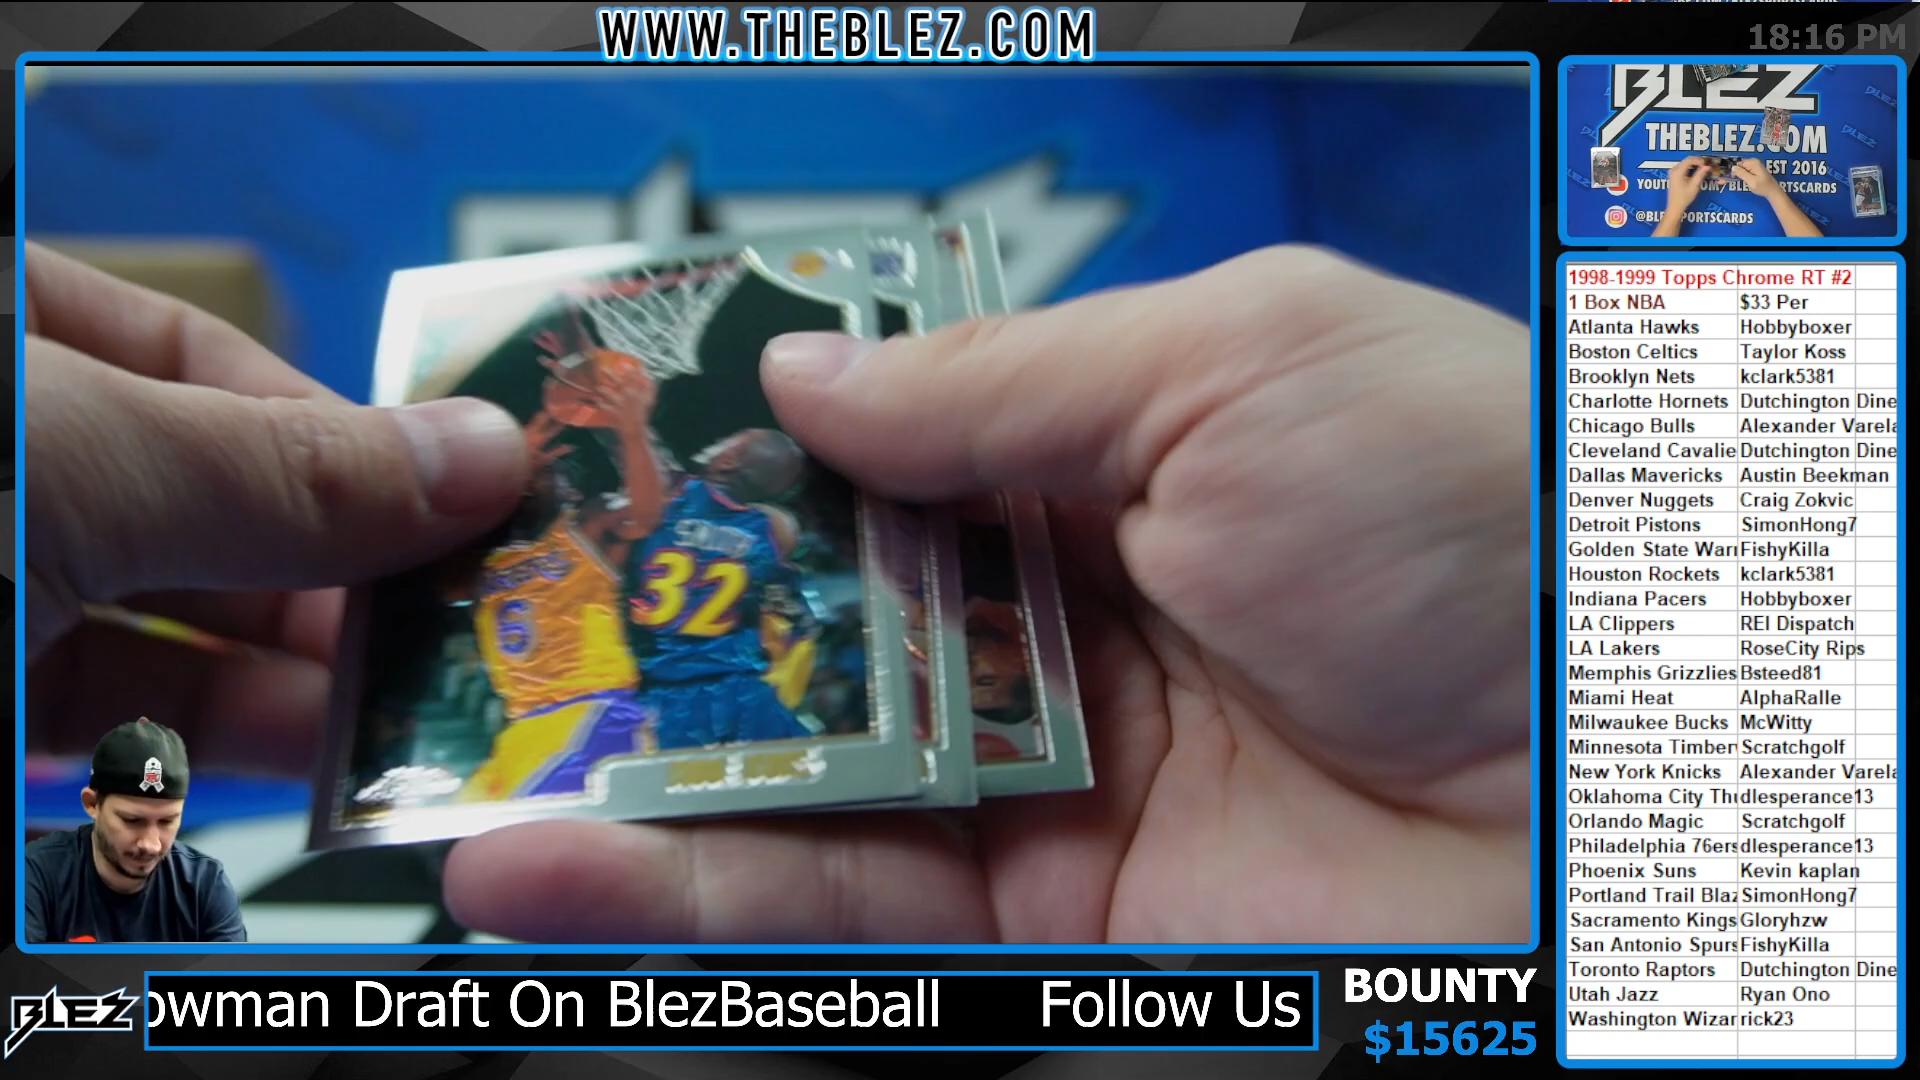 WWW.THEBLEZ.COM
18:16 PM
BLEZ
THEBLEZ.COM
EST 2016
@BLE
SMITH
32
6
1998-1999 Topps Chrome RT #2
1 Box NBA $33 Per
Atlanta Hawks Hobbyboxer
Boston Celtics Taylor Koss
Brooklyn Nets kclark5381
Charlotte Hornets Dutchington Dine
Chicago Bulls Alexander Varela
Cleveland Cavalie Dutchington Dine
Dallas Mavericks Austin Beekman
Denver Nuggets Craig Zokvic
Detroit Pistons SimonHong7
Golden State Warr FishyKilla
Houston Rockets kclark5381
Indiana Pacers Hobbyboxer
LA Clippers REI Dispatch
LA Lakers RoseCity Rips
Memphis Grizzlies Bsteed81
Miami Heat AlphaRalle
Milwaukee Bucks McWitty
Minnesota Timber Scratchgolf
New York Knicks Alexander Varela
Oklahoma City Thu dlesperance13
Orlando Magic Scratchgolf
Philadelphia 76ers dlesperance13
Phoenix Suns Kevin kaplan
Portland Trail Blaz SimonHong7
Sacramento Kings Gloryhzw
San Antonio Spurs FishyKilla
Toronto Raptors Dutchington Dine
Utah Jazz Ryan Ono
Washington Wizar rick23
BLEZ
owman Draft On BlezBaseball Follow Us
BOUNTY
$15625